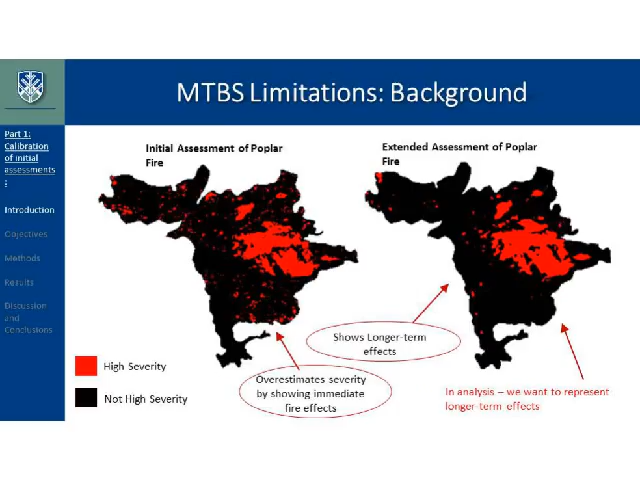 MTBS Limitations: Background
Part 1:
Calibration
of initial
assessments
:
Introduction
Objectives
Methods
Results
Discussion
and
Conclusions
Initial Assessment of Poplar
Fire
Extended Assessment of Poplar
Fire
Shows Longer-term
effects
High Severity
Not High Severity
Overestimates severity
by showing immediate
fire effects
In analysis – we want to represent
longer-term effects